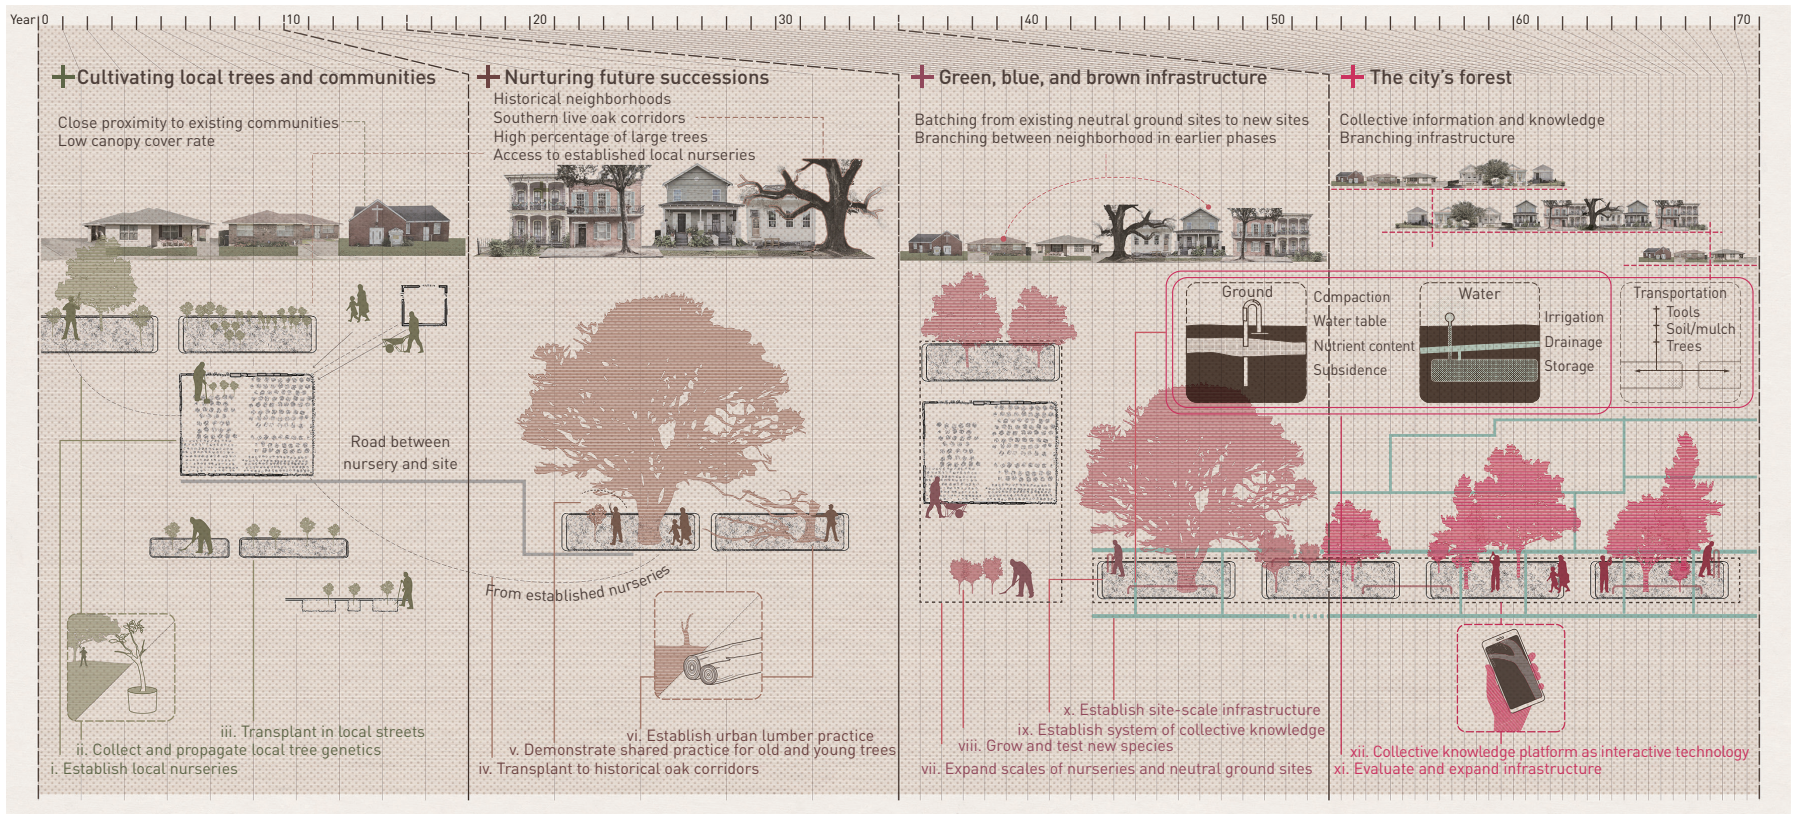 Year 0 10 20 30 40 50 60 70
Cultivating local trees and communities
Close proximity to existing communities
Low canopy cover rate
Road between
nursery and site
iii. Transplant in local streets
ii. Collect and propagate local tree genetics
i. Establish local nurseries
Nurturing future successions
Historical neighborhoods
Southern live oak corridors
High percentage of large trees
Access to established local nurseries
From established nurseries
vi. Establish urban lumber practice
v. Demonstrate shared practice for old and young trees
iv. Transplant to historical oak corridors
Green, blue, and brown infrastructure
Batching from existing neutral ground sites to new sites
Branching between neighborhood in earlier phases
Ground
Compaction
Water table
Nutrient content
Subsidence
x. Establish site-scale infrastructure
ix. Establish system of collective knowledge
viii. Grow and test new species
vii. Expand scales of nurseries and neutral ground sites
The city's forest
Collective information and knowledge
Branching infrastructure
Water
Irrigation
Drainage
Storage
Transportation
Tools
Soil/mulch
Trees
xii. Collective knowledge platform as interactive technology
xi. Evaluate and expand infrastructure